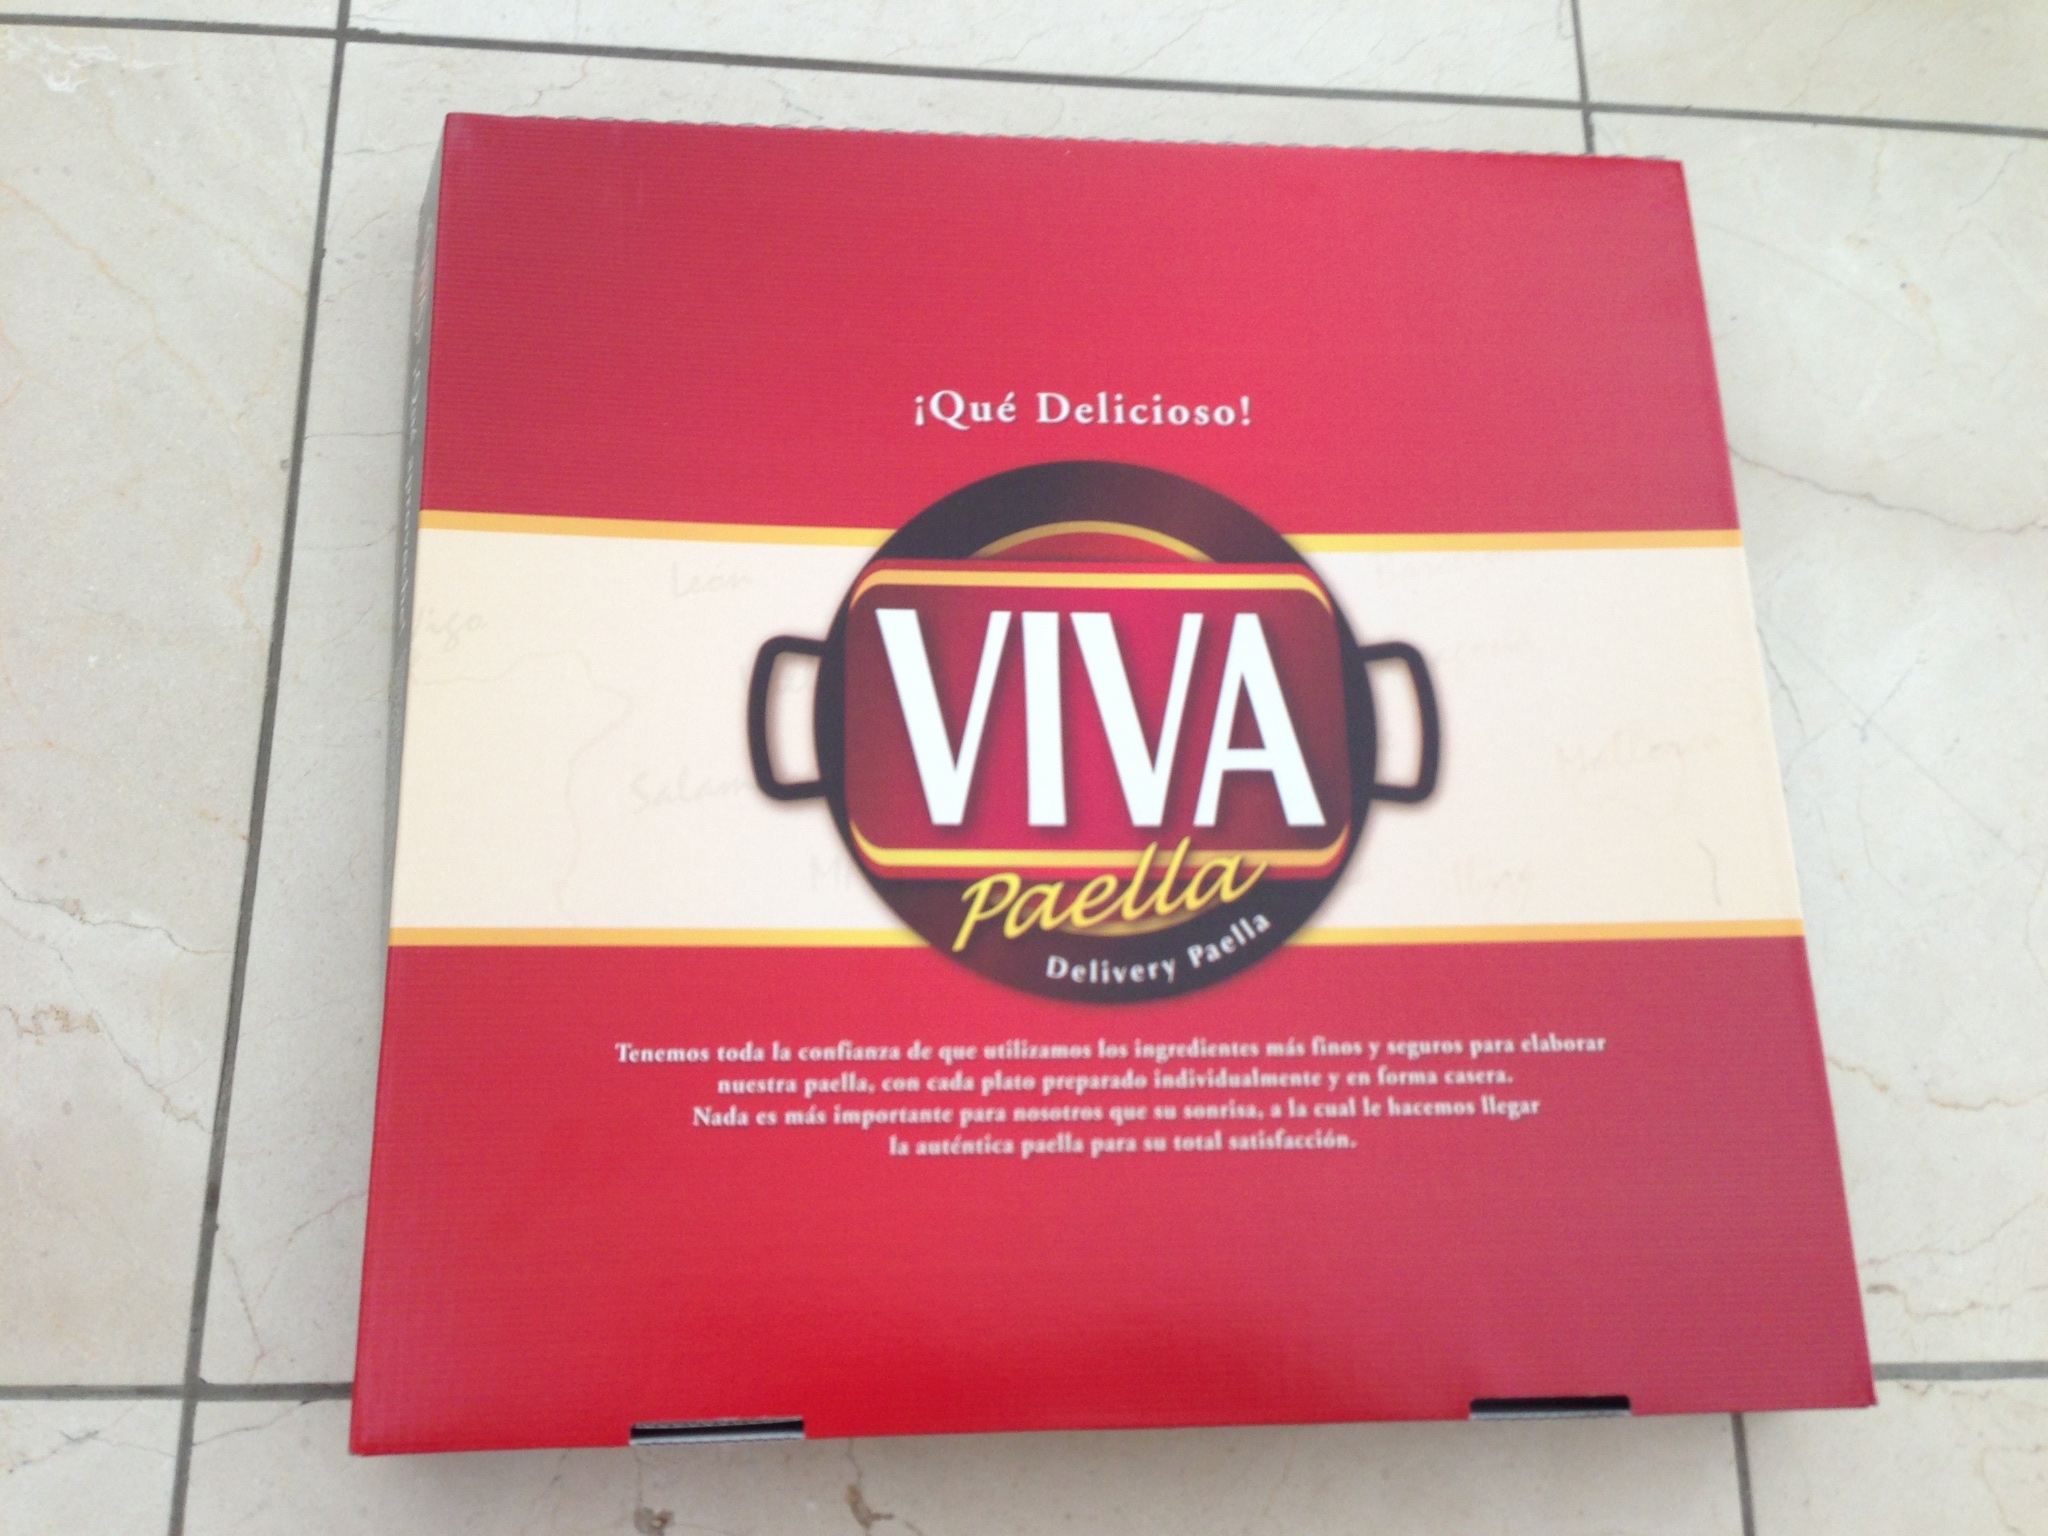 ¡Qué Delicioso!
León
Vigo
VIVA
Paella
Delivery Paella
Tenemos toda la confianza de que utilizamos los ingredientes más finos y seguros para elaborar
nuestra paella, con cada plato preparado individualmente y en forma casera.
Nada es más importante para nosotros que su sonrisa, a la cual le hacemos llegar
la auténtica paella para su total satisfacción.